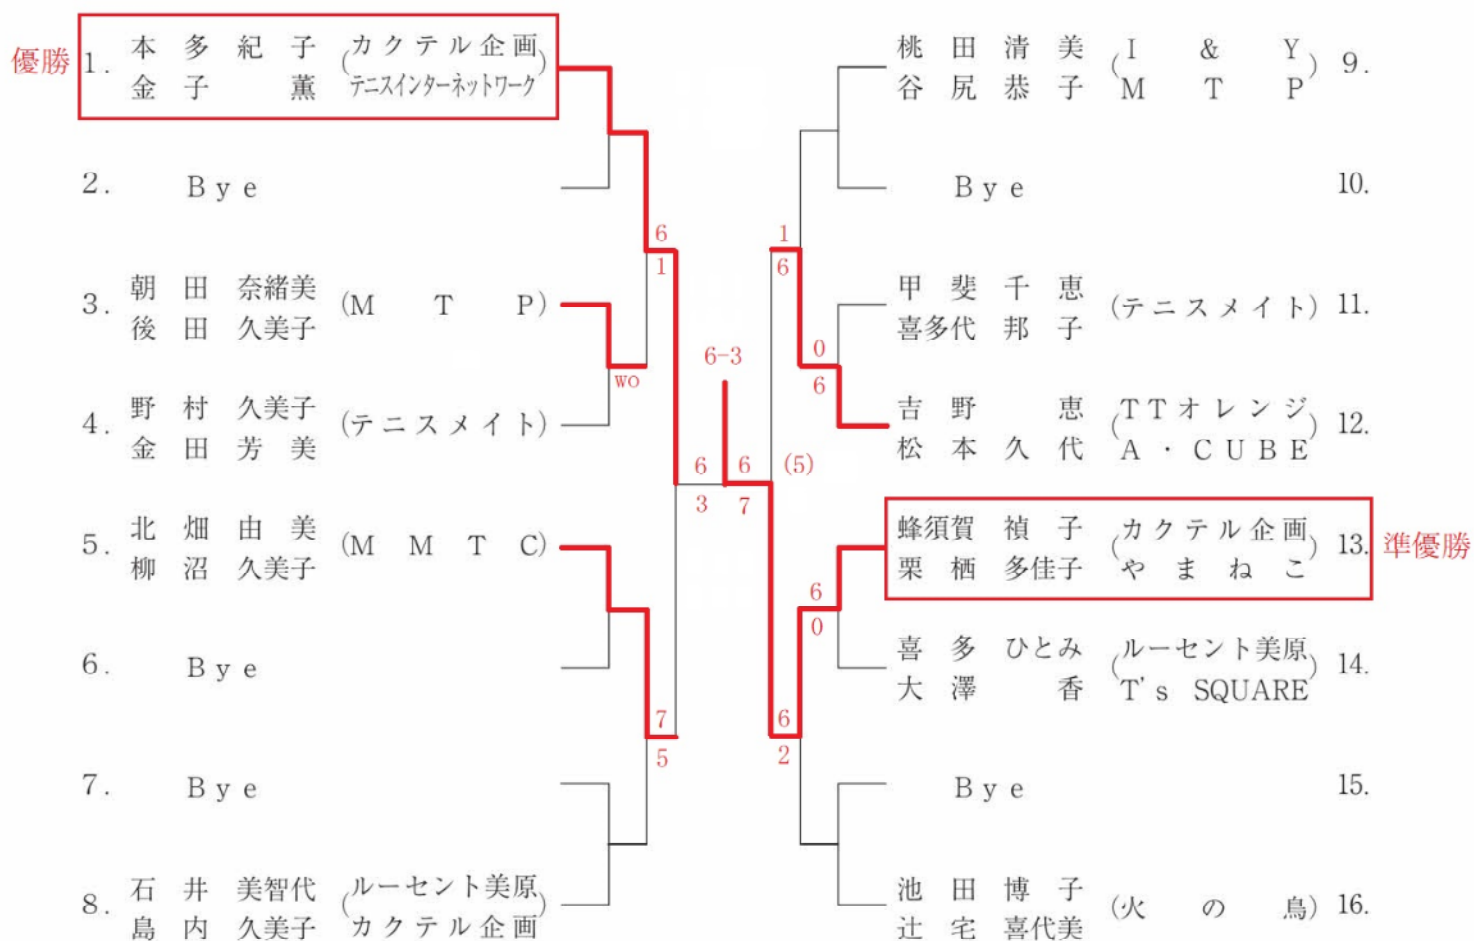 優勝
1. 本多紀子 (カクテル企画
金子薫 テニスインターネットワーク)
2. Bye
3. 朝田奈緒美 (MTP)
後田久美子
4. 野村久美子 (テニスメイト)
金田芳美
5. 北畑由美 (MMTC)
柳沼久美子
6. Bye
7. Bye
8. 石井美智代 (ルーセント美原
島内久美子 カクテル企画)
6
1
wo
7
5
6
3
6-3
6 (5)
7
1
6
0
6
6
0
6
2
桃田清美 (I&Y 9.
谷尻恭子 MTP)
Bye 10.
甲斐千恵 (テニスメイト) 11.
喜多代邦子
吉野恵 (TTオレンジ 12.
松本久代 A・CUBE)
蜂須賀禎子 (カクテル企画 13.
栗栖多佳子 やまねこ)
準優勝
喜多ひとみ (ルーセント美原 14.
大澤香 T's SQUARE)
Bye 15.
池田博子 (火の鳥) 16.
辻宅喜代美